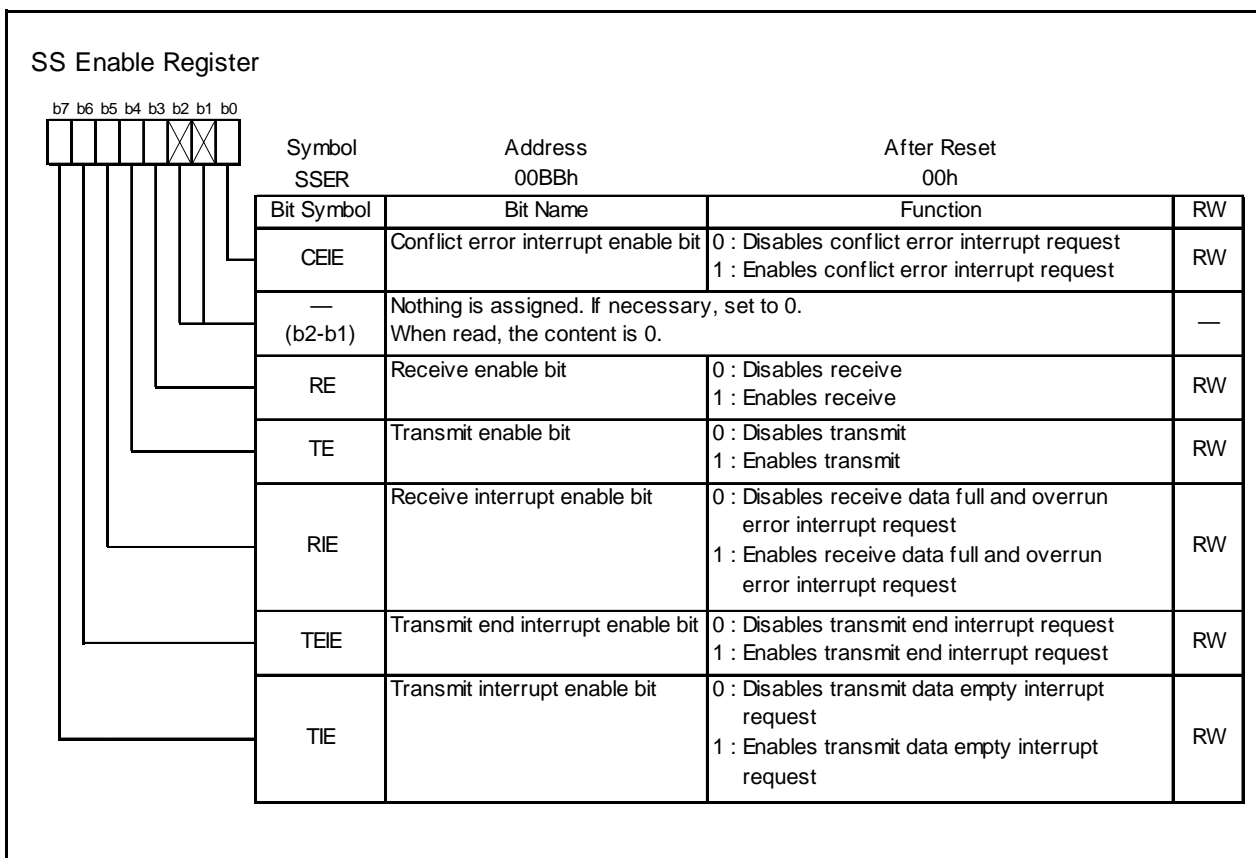 SS Enable Register
b7 b6 b5 b4 b3 b2 b1 b0
Symbol Address After Reset
SSER 00BBh 00h
Bit Symbol Bit Name Function RW
CEIE Conflict error interrupt enable bit 0 : Disables conflict error interrupt request
1 : Enables conflict error interrupt request RW
— Nothing is assigned. If necessary, set to 0.
(b2-b1) When read, the content is 0. —
RE Receive enable bit 0 : Disables receive
1 : Enables receive RW
TE Transmit enable bit 0 : Disables transmit
1 : Enables transmit RW
RIE Receive interrupt enable bit 0 : Disables receive data full and overrun
error interrupt request
1 : Enables receive data full and overrun
error interrupt request RW
TEIE Transmit end interrupt enable bit 0 : Disables transmit end interrupt request
1 : Enables transmit end interrupt request RW
TIE Transmit interrupt enable bit 0 : Disables transmit data empty interrupt
request
1 : Enables transmit data empty interrupt
request RW